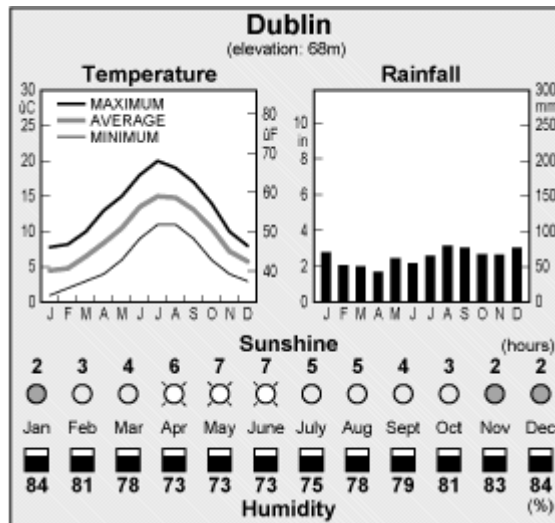 Dublin
(elevation: 68m)
Temperature Rainfall
30
ûC
25
20
15
10
5
0
MAXIMUM
AVERAGE
MINIMUM
80
ûF
70
60
50
40
J F M A M J J A S O N D
10
in
8
6
4
2
0
300
mm
250
200
150
100
50
0
J F M A M J J A S O N D
Sunshine (hours)
2 3 4 6 7 7 5 5 4 3 2 2
Jan Feb Mar Apr May June July Aug Sept Oct Nov Dec
84 81 78 73 73 73 75 78 79 81 83 84
Humidity (%)